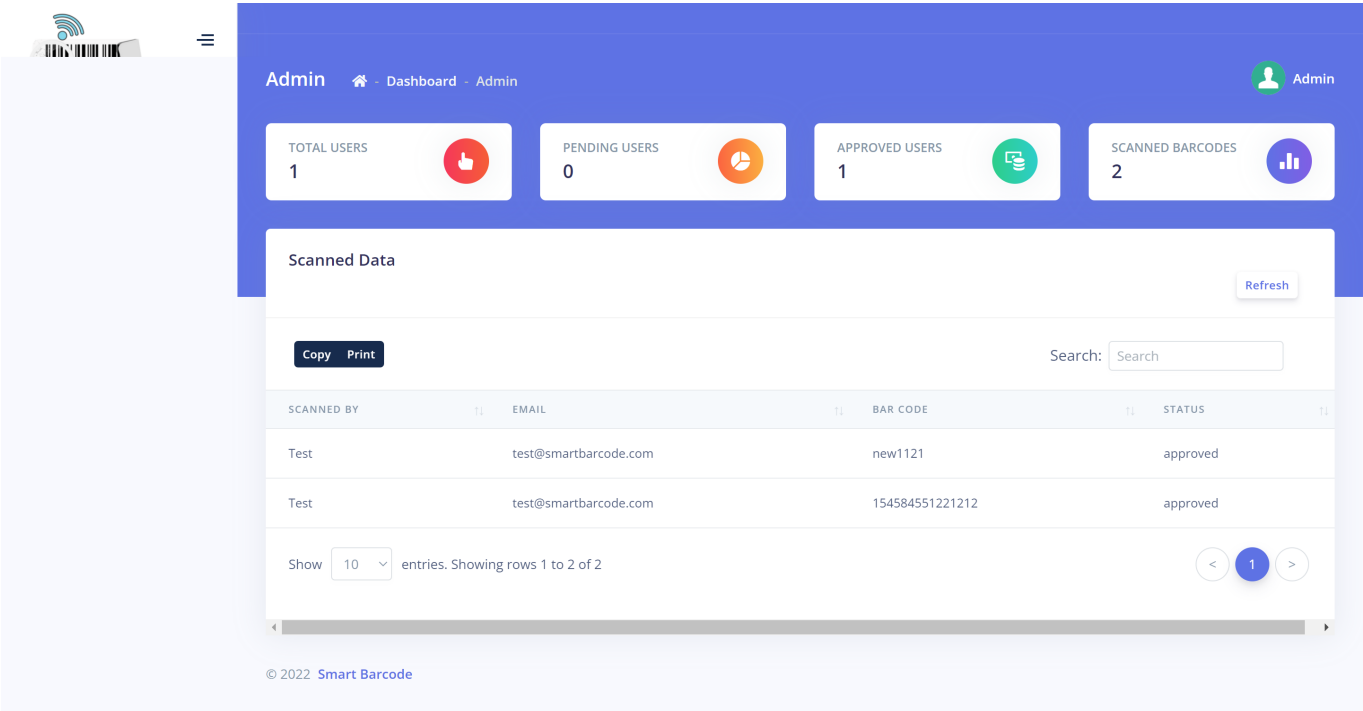 Admin - Dashboard - Admin Admin
TOTAL USERS
1
PENDING USERS
0
APPROVED USERS
1
SCANNED BARCODES
2
Scanned Data
Refresh
Copy Print
Search: Search
SCANNED BY EMAIL BAR CODE STATUS
Test test@smartbarcode.com new1121 approved
Test test@smartbarcode.com 154584551221212 approved
Show 10 entries. Showing rows 1 to 2 of 2
< 1 >
© 2022 Smart Barcode